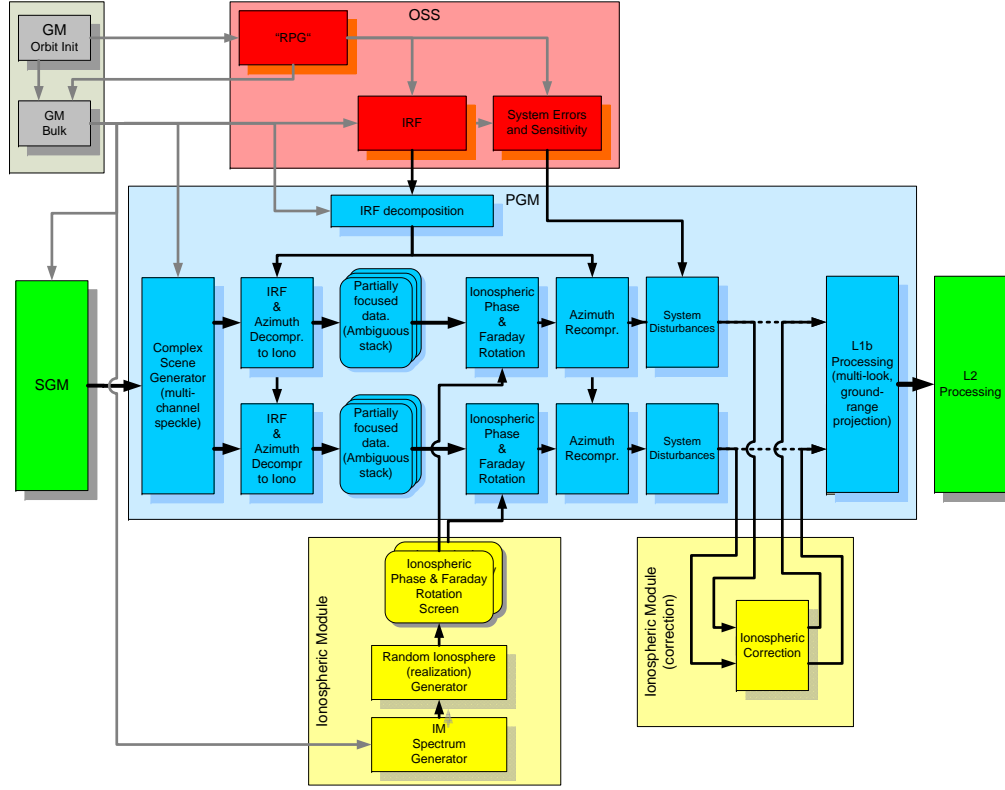 GM
Orbit Init
GM
Bulk
OSS
"RPG"
IRF
System Errors
and Sensitivity
PGM
IRF decomposition
SGM
Complex
Scene
Generator
(multi-
channel
speckle)
IRF
&
Azimuth
Decompr.
to Iono
Partially
focused
data.
(Ambiguous
stack)
Ionospheric
Phase
&
Faraday
Rotation
Azimuth
Recompr.
System
Disturbances
IRF
&
Azimuth
Decompr
to Iono
Partially
focused
data.
(Ambiguous
stack)
Ionospheric
Phase
&
Faraday
Rotation
Azimuth
Recompr.
System
Disturbances
L1b
Processing
(multi-look,
ground-
range
projection)
L2
Processing
Ionospheric Module
Ionospheric
Phase & Faraday
Rotation
Screen
Random Ionosphere
(realization)
Generator
IM
Spectrum
Generator
Ionospheric Module
(correction)
Ionospheric
Correction